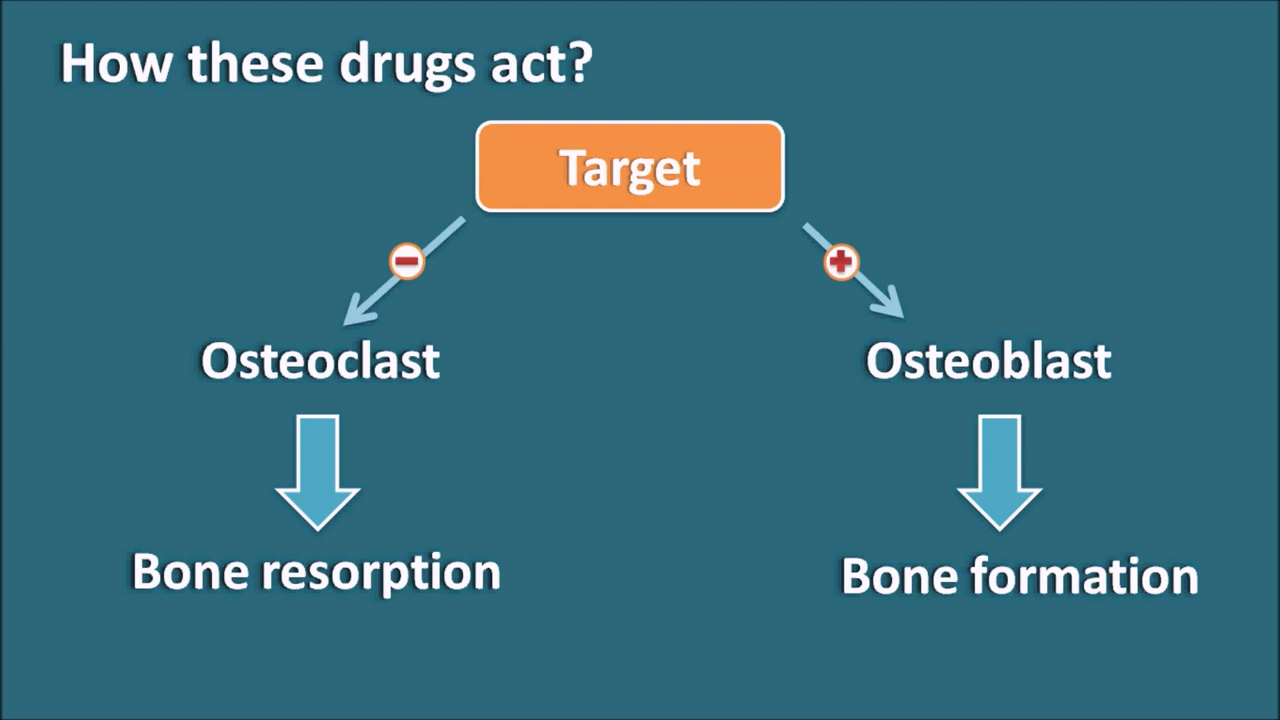 How these drugs act?
Target
Osteoclast
Osteoblast
Bone resorption
Bone formation